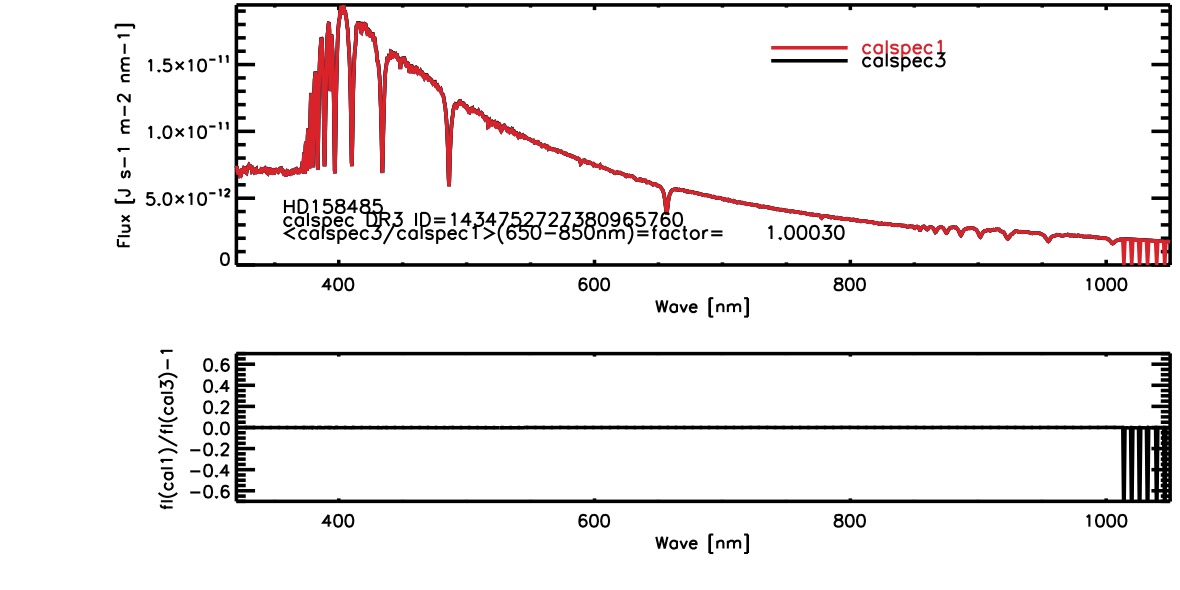 calspec1
calspec3
Flux [J s-1 m-2 nm-1]
1.5×10⁻¹¹
1.0×10⁻¹¹
5.0×10⁻¹²
0
HD158485
calspec DR3 ID=1434752727380965760
<calspec3/calspec1>(650-850nm)=factor= 1.00030
400 600 800 1000
Wave [nm]
fl(cal1)/fl(cal3)-1
0.6
0.4
0.2
0.0
-0.2
-0.4
-0.6
400 600 800 1000
Wave [nm]